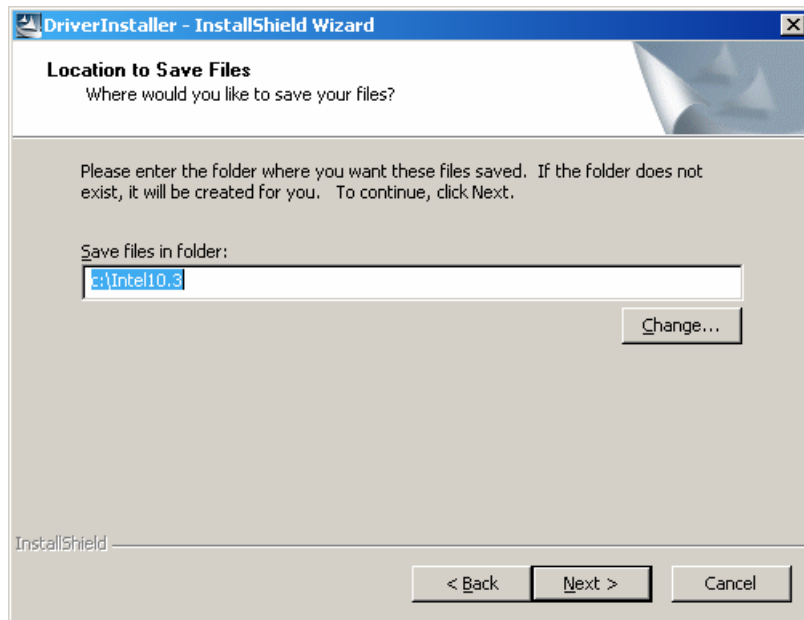 DriverInstaller - InstallShield Wizard
Location to Save Files
Where would you like to save your files?
Please enter the folder where you want these files saved.  If the folder does not
exist, it will be created for you.   To continue, click Next.
Save files in folder:
c:\Intel10.3
Change...
InstallShield
< Back
Next >
Cancel